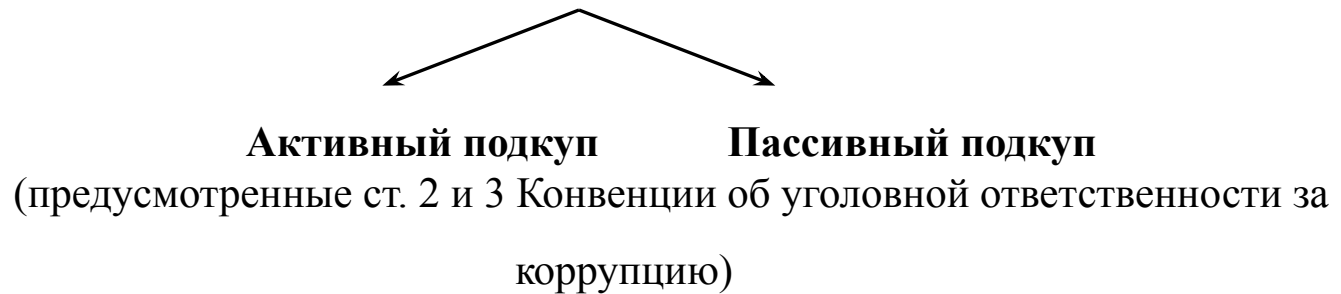 Активный подкуп Пассивный подкуп
(предусмотренные ст. 2 и 3 Конвенции об уголовной ответственности за
коррупцию)